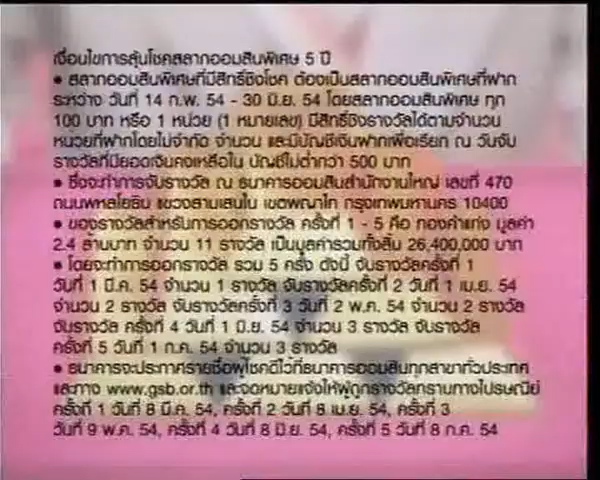 เงื่อนไขการลุ้นโชคสลากออมสินพิเศษ 5 ปี
● สลากออมสินพิเศษที่มีสิทธิ์ชิงโชค ต้องเป็นสลากออมสินพิเศษที่ฝาก
ระหว่าง วันที่ 14 ก.พ. 54 - 30 มิ.ย. 54 โดยสลากออมสินพิเศษ ทุก
100 บาท หรือ 1 หน่วย (1 หมายเลข) มีสิทธิ์ชิงรางวัลได้ตามจำนวน
หน่วยที่ฝากโดยไม่จำกัด จำนวน และมีบัญชีเงินฝากเพื่อเรียก ณ วันจับ
รางวัลที่มียอดเงินคงเหลือใน บัญชีไม่ต่ำกว่า 500 บาท
● ซึ่งจะทำการจับรางวัล ณ ธนาคารออมสินสำนักงานใหญ่ เลขที่ 470
ถนนพหลโยธิน แขวงสามเสนใน เขตพญาไท กรุงเทพมหานคร 10400
● ของรางวัลสำหรับการออกรางวัล ครั้งที่ 1 - 5 คือ ทองคำแท่ง มูลค่า
2.4 ล้านบาท จำนวน 11 รางวัล เป็นมูลค่ารวมทั้งสิ้น 26,400,000 บาท
● โดยจะทำการออกรางวัล รวม 5 ครั้ง ดังนี้ จับรางวัลครั้งที่ 1
วันที่ 1 มี.ค. 54 จำนวน 1 รางวัล จับรางวัลครั้งที่ 2 วันที่ 1 เม.ย. 54
จำนวน 2 รางวัล จับรางวัลครั้งที่ 3 วันที่ 2 พ.ค. 54 จำนวน 2 รางวัล
จับรางวัล ครั้งที่ 4 วันที่ 1 มิ.ย. 54 จำนวน 3 รางวัล จับรางวัล
ครั้งที่ 5 วันที่ 1 ก.ค. 54 จำนวน 3 รางวัล
● ธนาคารจะประกาศรายชื่อผู้โชคดีไว้ที่ธนาคารออมสินทุกสาขาทั่วประเทศ
และทาง www.gsb.or.th และจดหมายแจ้งให้ผู้ถูกรางวัลทราบทางไปรษณีย์
ครั้งที่ 1 วันที่ 8 มี.ค. 54, ครั้งที่ 2 วันที่ 8 เม.ย. 54, ครั้งที่ 3
วันที่ 9 พ.ค. 54, ครั้งที่ 4 วันที่ 8 มิ.ย. 54, ครั้งที่ 5 วันที่ 8 ก.ค. 54